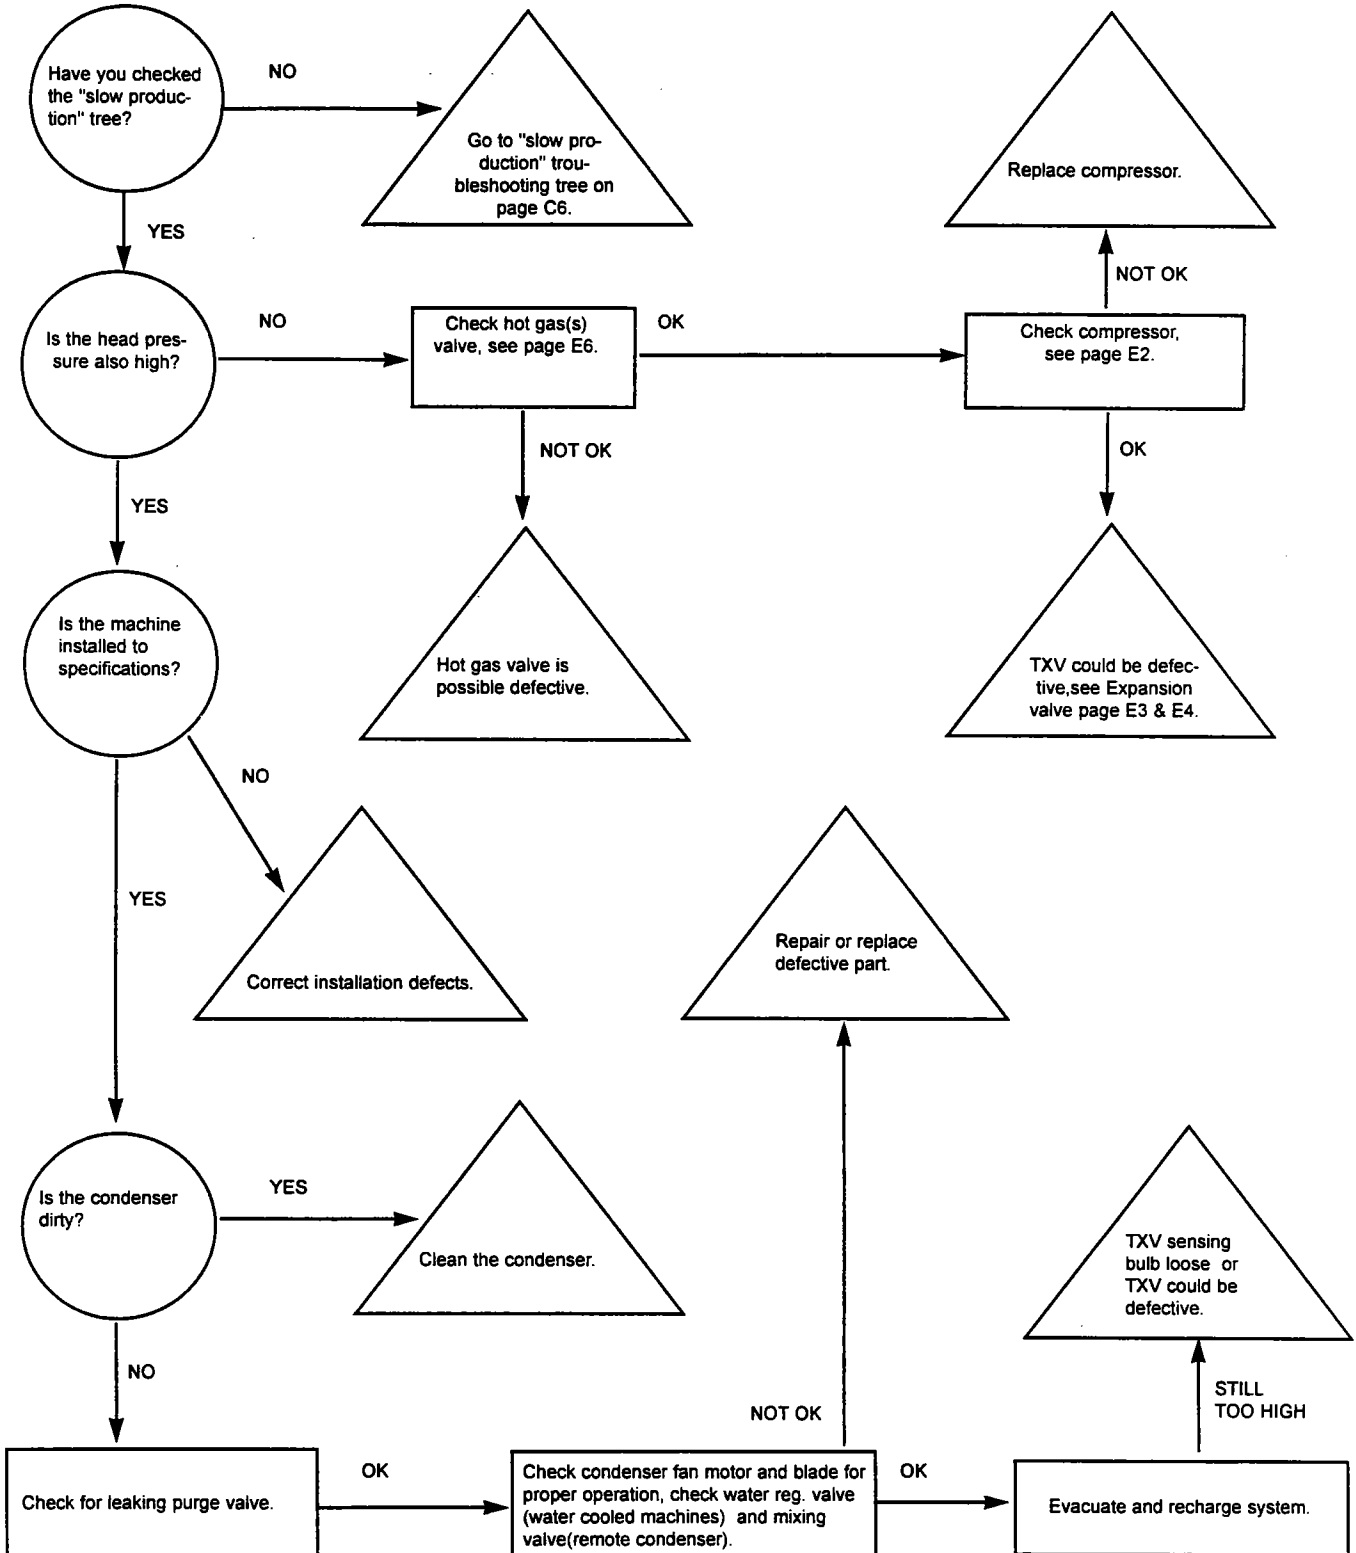 Have you checked
the "slow produc-
tion" tree?
NO
Go to "slow pro-
duction" trou-
bleshooting tree on
page C6.
Replace compressor.
YES
NOT OK
Is the head pres-
sure also high?
NO
Check hot gas(s)
valve, see page E6.
OK
Check compressor,
see page E2.
NOT OK
OK
YES
Is the machine
installed to
specifications?
Hot gas valve is
possible defective.
TXV could be defec-
tive,see Expansion
valve page E3 & E4.
NO
YES
Correct installation defects.
Repair or replace
defective part.
Is the condenser
dirty?
YES
Clean the condenser.
TXV sensing
bulb loose or
TXV could be
defective.
NO
NOT OK
STILL
TOO HIGH
Check for leaking purge valve.
OK
Check condenser fan motor and blade for
proper operation, check water reg. valve
(water cooled machines) and mixing
valve(remote condenser).
OK
Evacuate and recharge system.